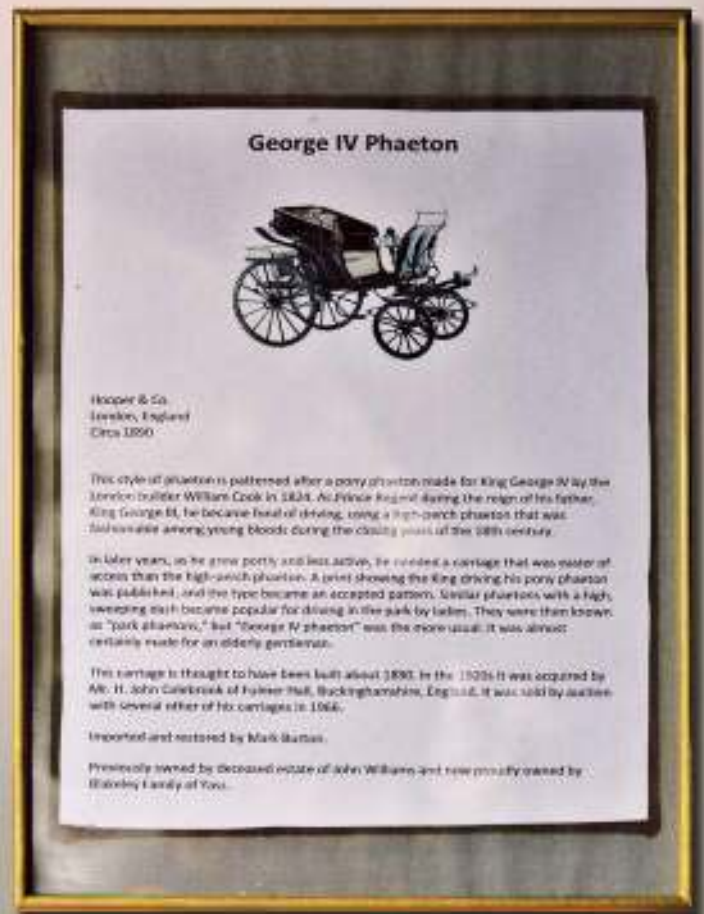 George IV Phaeton
Hooper & Co.
London, England
Circa 1890
This style of phaeton is patterned after a pony phaeton made for King George IV by the
London builder William Cook in 1824. As Prince Regent during the reign of his father,
King George III, he became fond of driving, using a high-perch phaeton that was
fashionable among young bloods during the closing years of the 18th century.
In later years, as he grew portly and less active, he needed a carriage that was easier of
access than the high-perch phaeton. A print showing the King driving his pony phaeton
was published, and the type became an accepted pattern. Similar phaetons with a high,
sweeping dash became popular for driving in the park by ladies. They were then known
as "park phaetons," but "George IV phaeton" was the more usual. It was almost
certainly made for an elderly gentleman.
This carriage is thought to have been built about 1890. In the 1920s it was acquired by
Mr. H. John Colebrook of Fulmer Hall, Buckinghamshire, England. It was sold by auction
with several other of his carriages in 1966.
Imported and restored by Mark Burton.
Previously owned by deceased estate of John Williams and now proudly owned by
Blakeley Family of Yass.